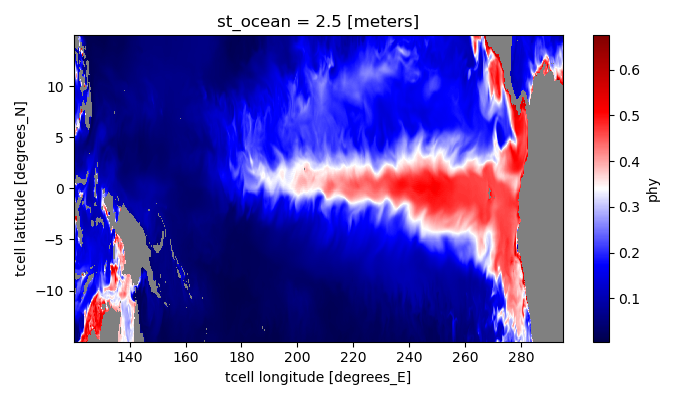 st_ocean = 2.5 [meters]
tcell latitude [degrees_N]
10
5
0
−5
−10
140 160 180 200 220 240 260 280
tcell longitude [degrees_E]
0.6
0.5
0.4
0.3
0.2
0.1
phy